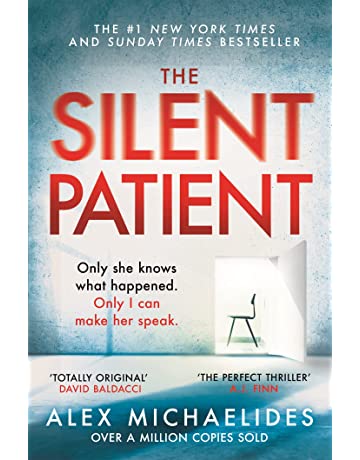 THE #1 NEW YORK TIMES
AND SUNDAY TIMES BESTSELLER
THE
SILENT
PATIENT
Only she knows
what happened.
Only I can
make her speak.
'TOTALLY ORIGINAL'
DAVID BALDACCI
'THE PERFECT THRILLER'
A.J. FINN
ALEX MICHAELIDES
OVER A MILLION COPIES SOLD